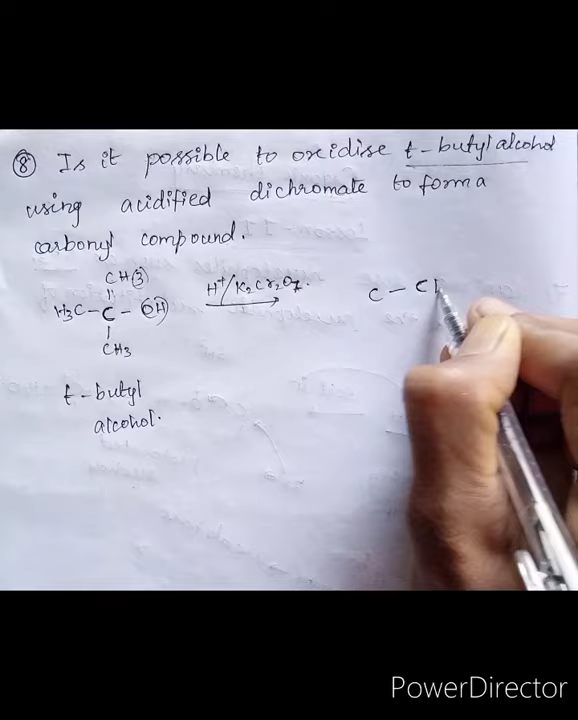 ⑧ Is it possible to oxidise t-butyl alcohol
using acidified dichromate to form a
carbonyl compound.
CH3
H3C-C-OH
CH3
H+/K2Cr2O7.
C-CH
t-butyl
alcohol.
PowerDirector